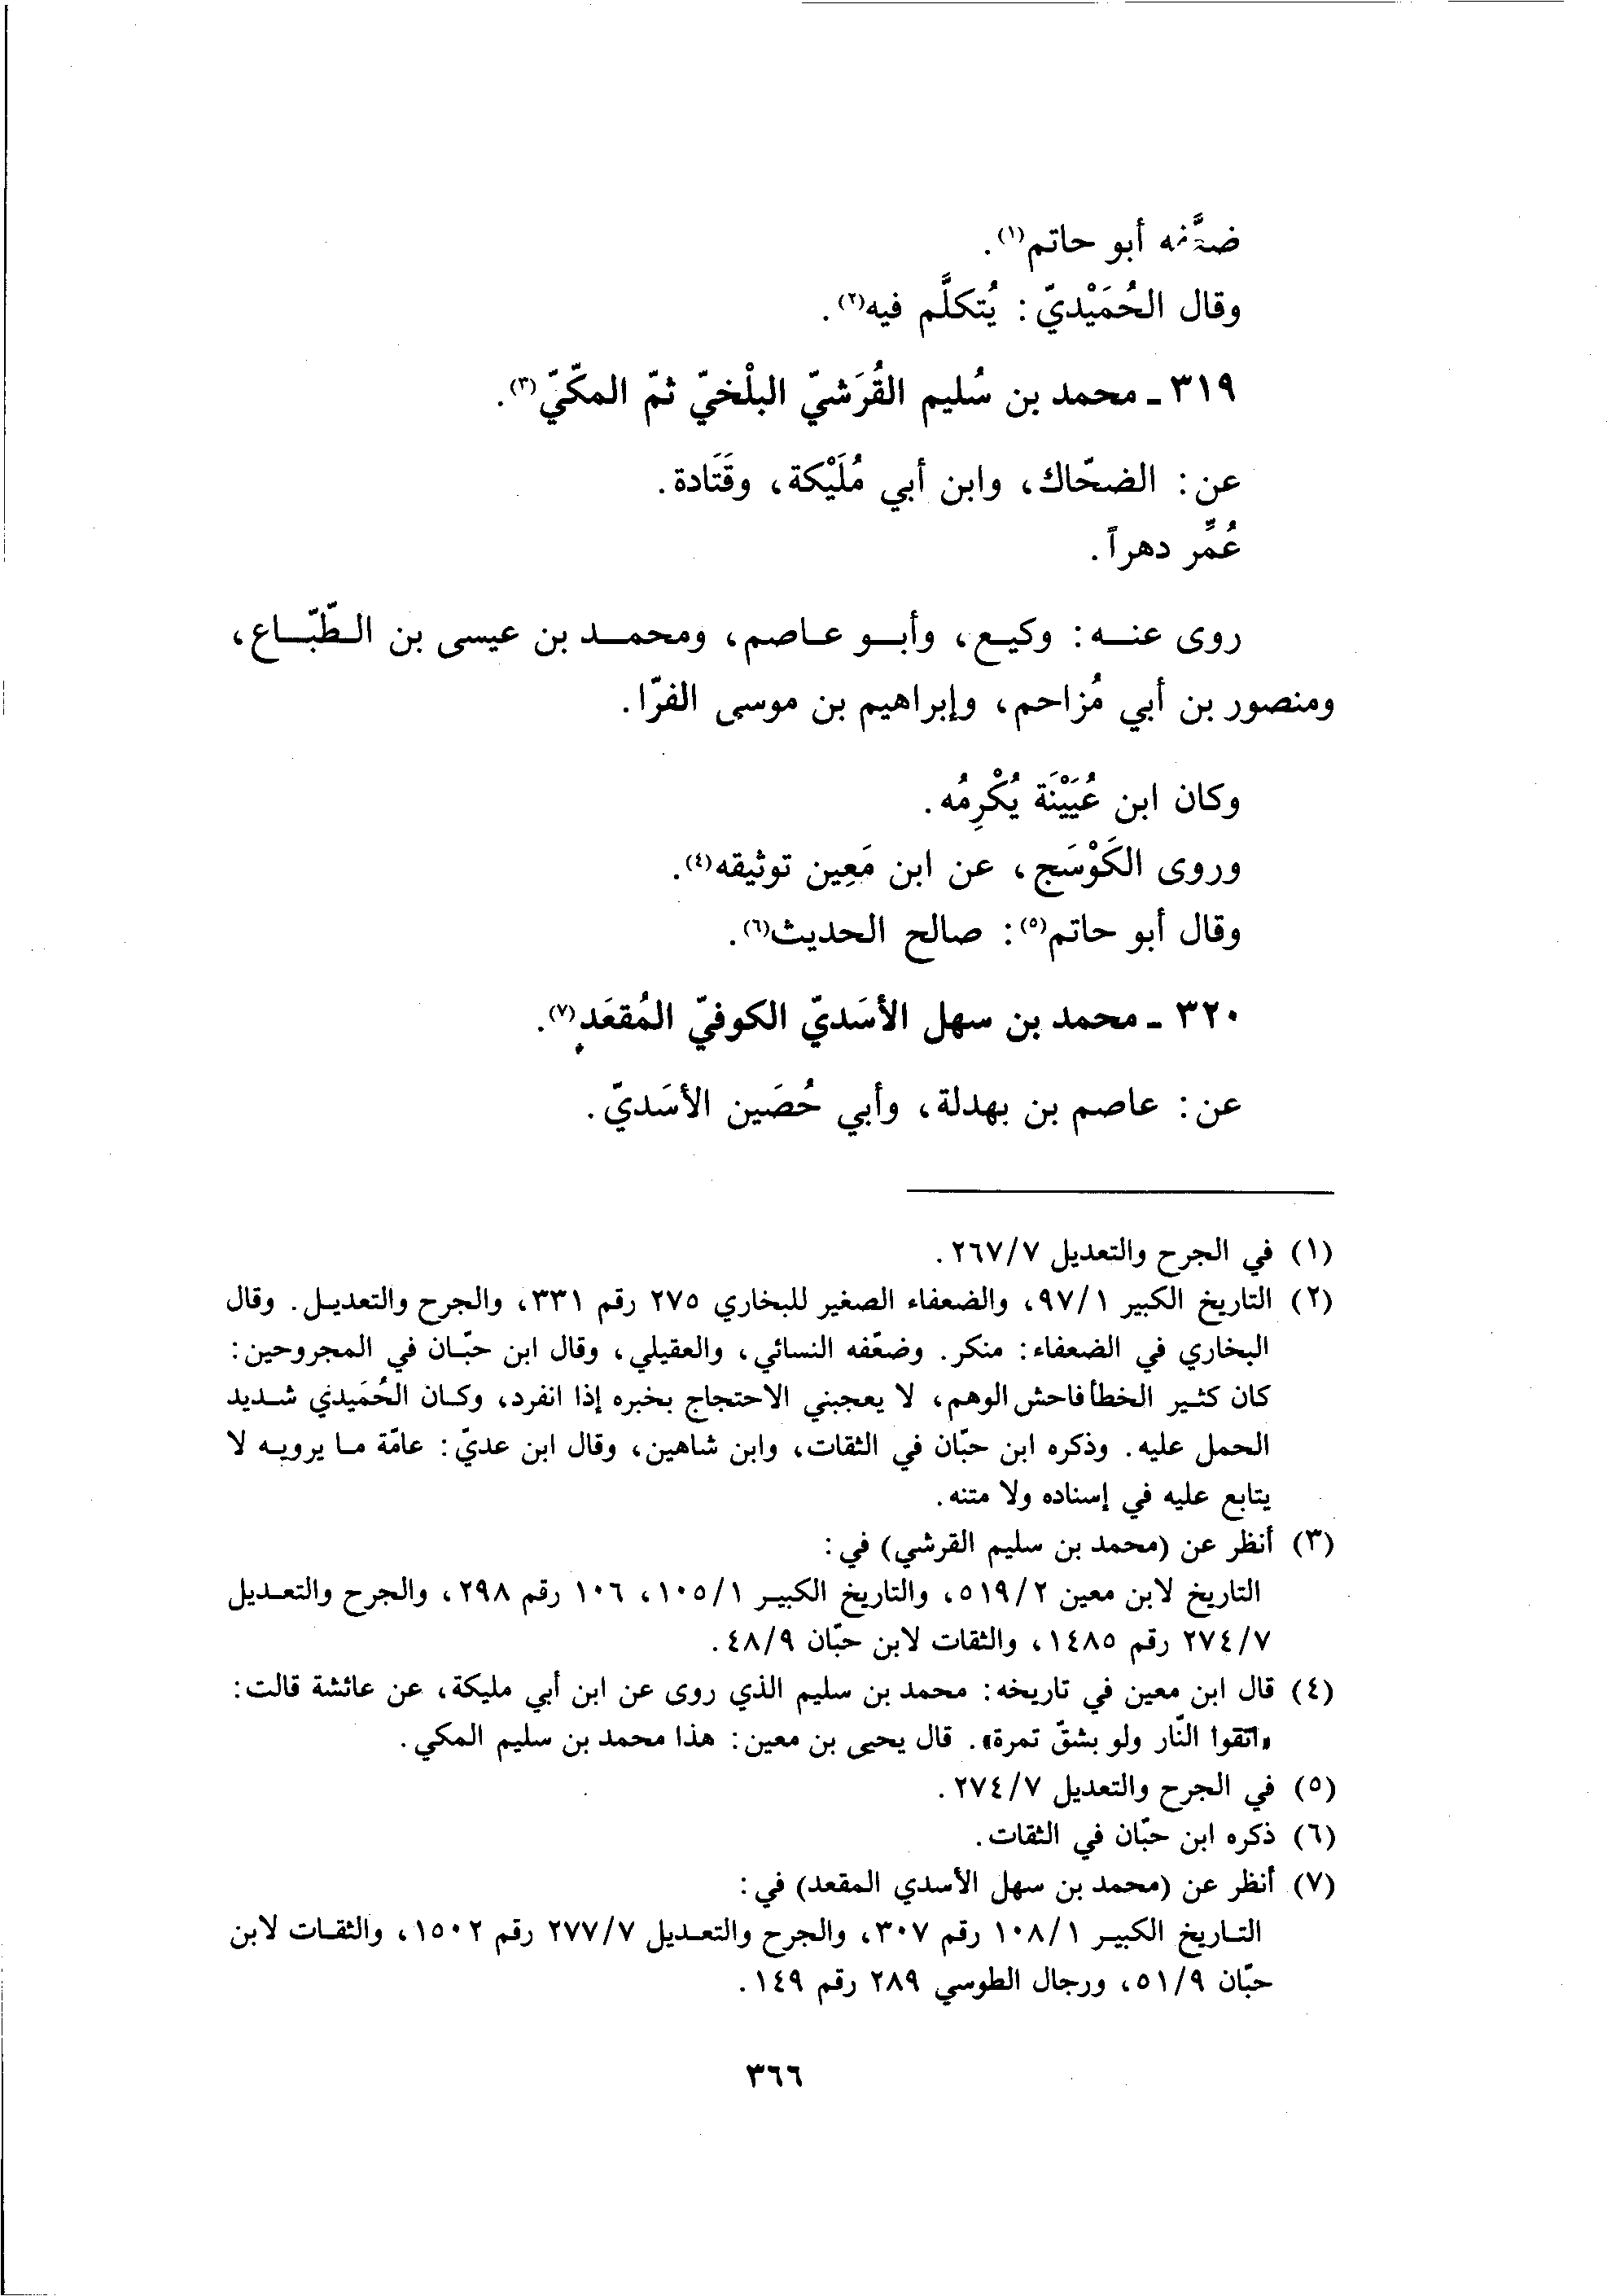 ضعّفه أبو حاتم(١).
وقال الحُمَيْديّ: يُتكلَّم فيه(٢).
٣١٩ ـ محمد بن سُليم القُرَشيّ البلْخيّ ثمّ المكّيّ(٣).
عن: الضحّاك، وابن أبي مُلَيْكة، وقَتَادة.
عُمِّر دهراً.
روى عنه: وكيع، وأبو عاصم، ومحمد بن عيسى بن الطّبّاع،
ومنصور بن أبي مُزاحم، وإبراهيم بن موسى الفرّا.
وكان ابن عُيَيْنَة يُكْرِمُه.
وروى الكَوْسَج، عن ابن مَعِين توثيقه(٤).
وقال أبو حاتم(٥): صالح الحديث(٦).
٣٢٠ ـ محمد بن سهل الأسَديّ الكوفيّ المُقعَد(٧).
عن: عاصم بن بهدلة، وأبي حُصَين الأسَديّ.
(١) في الجرح والتعديل ٢٦٧/٧.
(٢) التاريخ الكبير ٩٧/١، والضعفاء الصغير للبخاري ٢٧٥ رقم ٣٣١، والجرح والتعديل. وقال
البخاري في الضعفاء: منكر. وضعّفه النسائي، والعقيلي، وقال ابن حبّان في المجروحين:
كان كثير الخطأ فاحش الوهم، لا يعجبني الاحتجاج بخبره إذا انفرد، وكان الحُمَيدي شديد
الحمل عليه. وذكره ابن حبّان في الثقات، وابن شاهين، وقال ابن عديّ: عامّة ما يرويه لا
يتابع عليه في إسناده ولا متنه.
(٣) أنظر عن (محمد بن سليم القرشي) في:
التاريخ لابن معين ٥١٩/٢، والتاريخ الكبير ١٠٥/١، ١٠٦ رقم ٢٩٨، والجرح والتعديل
٢٧٤/٧ رقم ١٤٨٥، والثقات لابن حبّان ٤٨/٩.
(٤) قال ابن معين في تاريخه: محمد بن سليم الذي روى عن ابن أبي مليكة، عن عائشة قالت:
«اتقوا النّار ولو بشقّ تمرة». قال يحيى بن معين: هذا محمد بن سليم المكي.
(٥) في الجرح والتعديل ٢٧٤/٧.
(٦) ذكره ابن حبّان في الثقات.
(٧) أنظر عن (محمد بن سهل الأسدي المقعد) في:
التاريخ الكبير ١٠٨/١ رقم ٣٠٧، والجرح والتعديل ٢٧٧/٧ رقم ١٥٠٢، والثقات لابن
حبّان ٥١/٩، ورجال الطوسي ٢٨٩ رقم ١٤٩.
٣٦٦